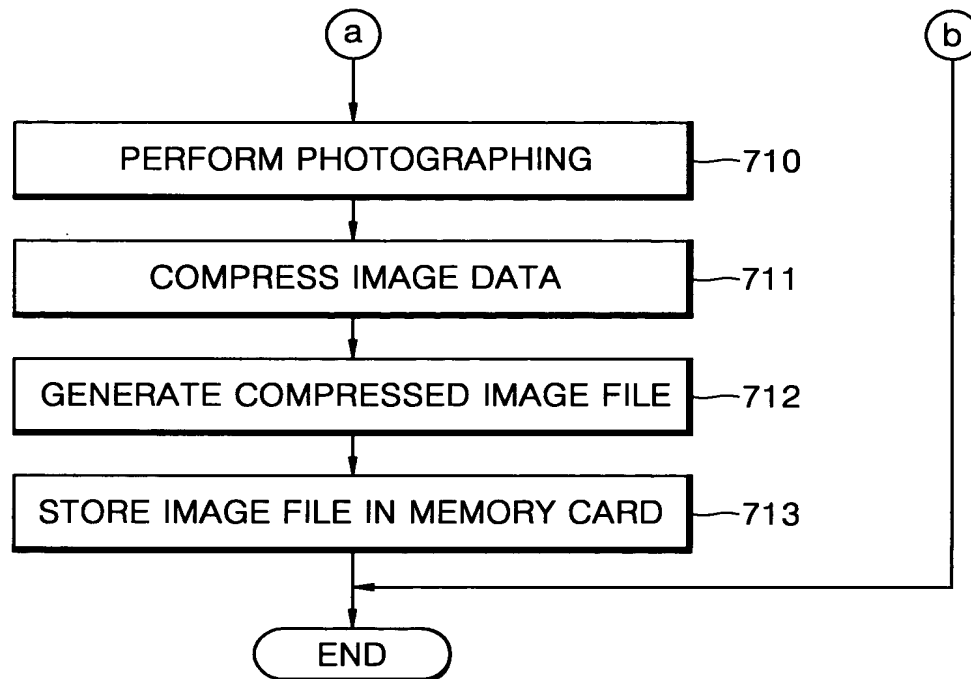 a
b
PERFORM PHOTOGRAPHING 710
COMPRESS IMAGE DATA 711
GENERATE COMPRESSED IMAGE FILE 712
STORE IMAGE FILE IN MEMORY CARD 713
END